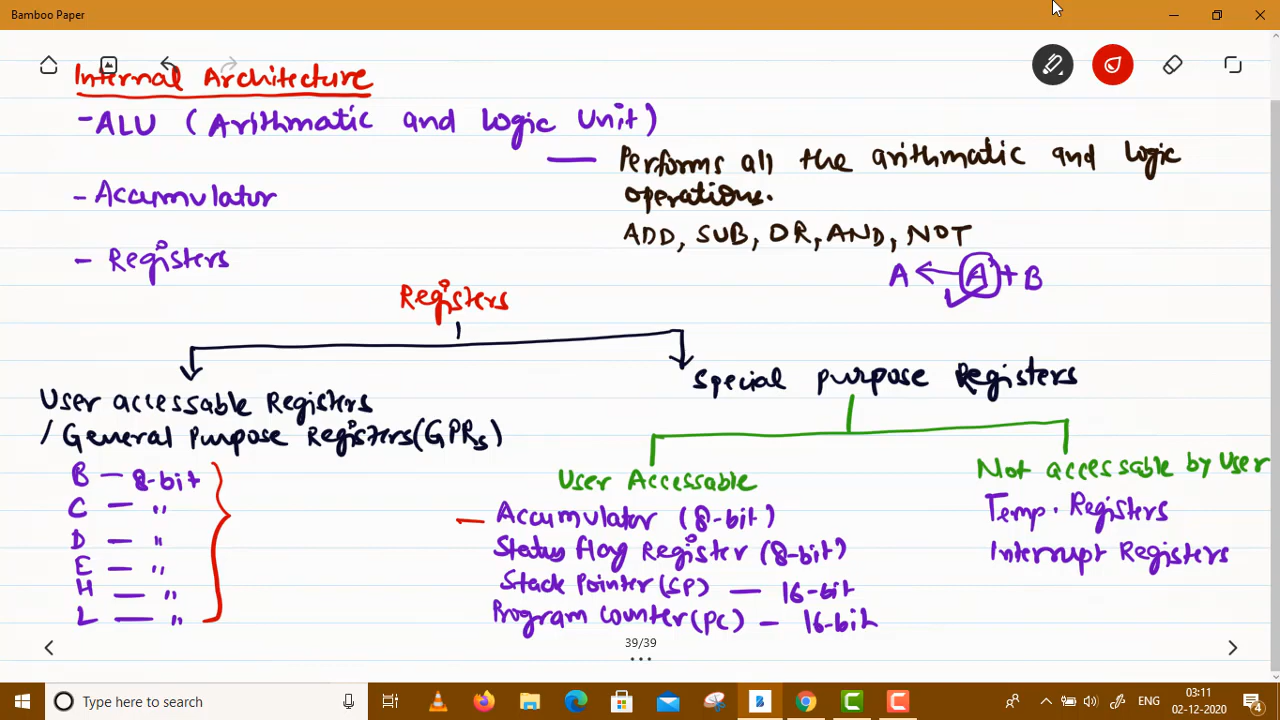 Bamboo Paper
Internal Architecture
- ALU (Arithmatic and Logic Unit)
— Performs all the arithmatic and logic
operations.
- Accumulator
ADD, SUB, OR, AND, NOT
- Registers
A ← A + B
Registers
Special purpose Registers
User accessable Registers
/ General Purpose Registers (GPRs)
User Accessable
Not accessable by User
B — 8-bit
C — "
D — "
E — "
H — "
L — "
- Accumulator (8-bit)
Status flag Register (8-bit)
Stack Pointer (SP) — 16-bit
Program Counter (PC) — 16-bit
Temp. Registers
Interrupt Registers
39/39
Type here to search
ENG
03:11
02-12-2020
4